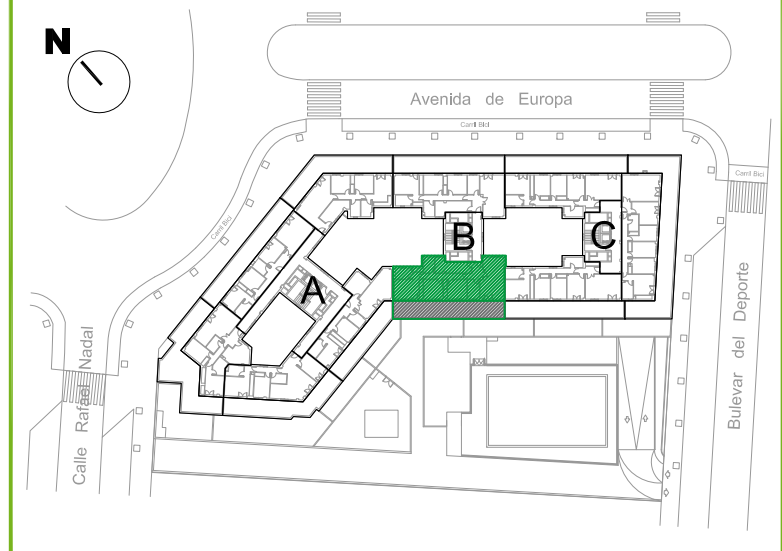 N
Avenida de Europa
Carril Bici
Carril Bici
Carril Bici
B
C
A
Calle Rafael Nadal
Bulevar del Deporte